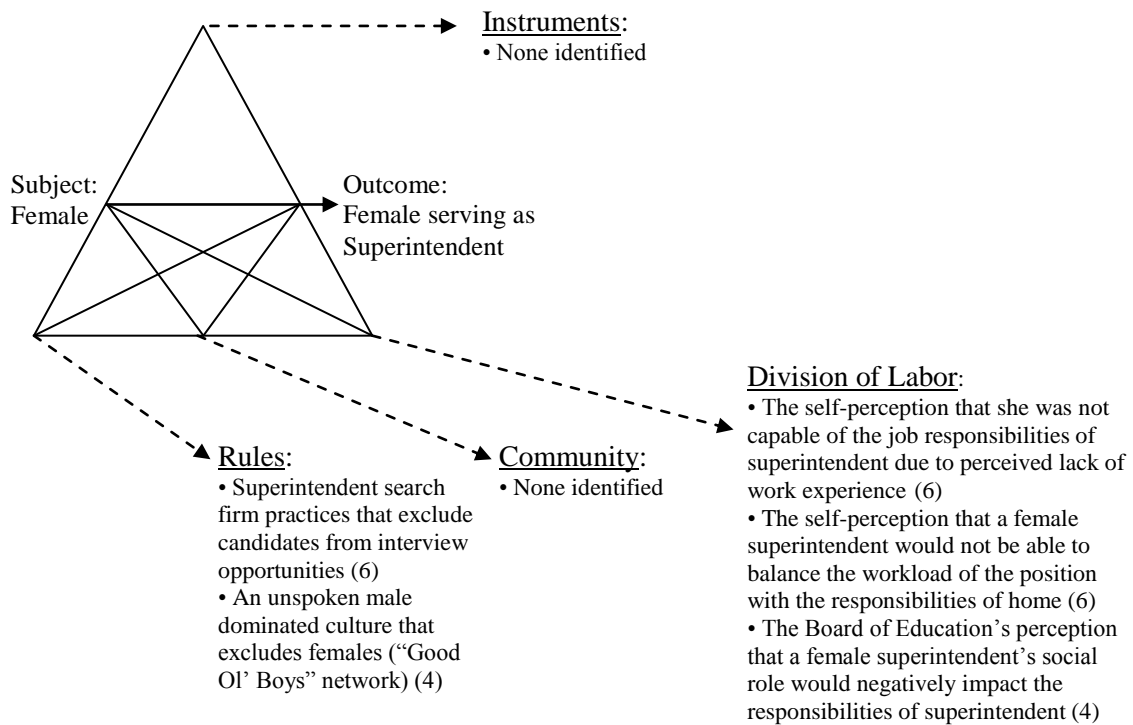 Instruments:
• None identified
Subject:
Female
Outcome:
Female serving as
Superintendent
Rules:
• Superintendent search
firm practices that exclude
candidates from interview
opportunities (6)
• An unspoken male
dominated culture that
excludes females (“Good
Ol’ Boys” network) (4)
Community:
• None identified
Division of Labor:
• The self-perception that she was not
capable of the job responsibilities of
superintendent due to perceived lack of
work experience (6)
• The self-perception that a female
superintendent would not be able to
balance the workload of the position
with the responsibilities of home (6)
• The Board of Education’s perception
that a female superintendent’s social
role would negatively impact the
responsibilities of superintendent (4)